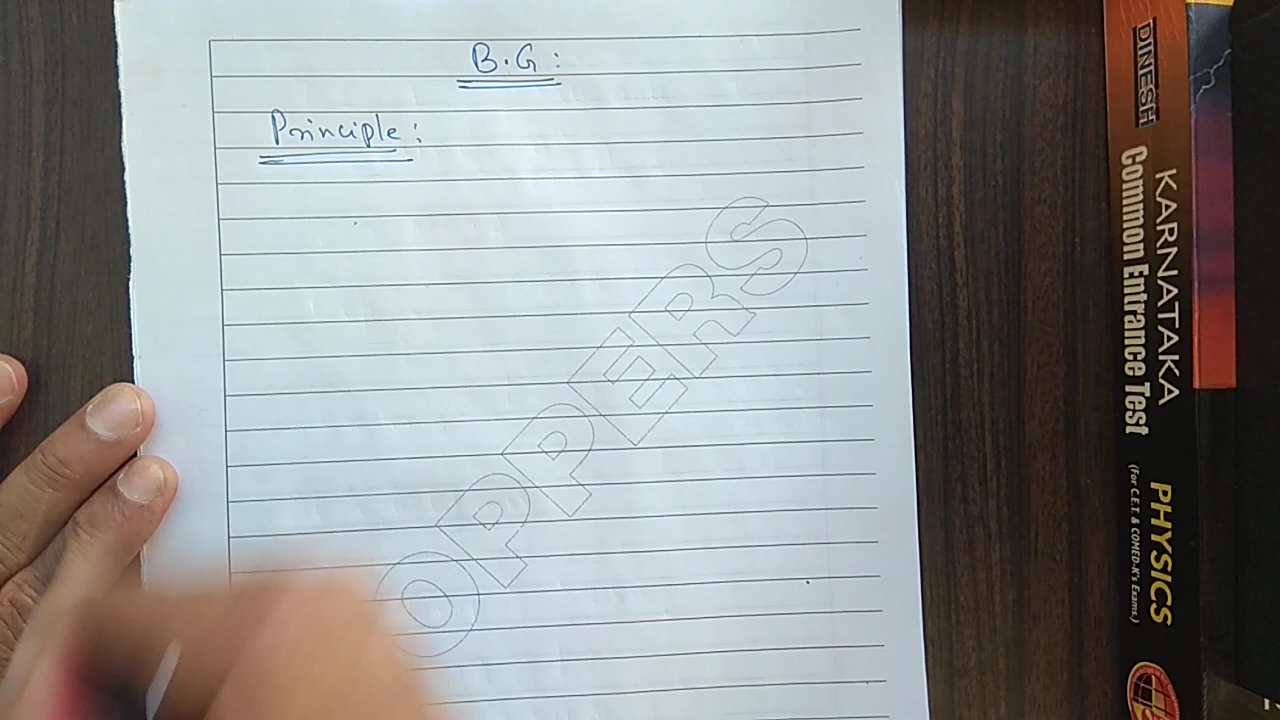 B.G :
Principle :
OPPERS
DINESH
KARNATAKA
Common Entrance Test
PHYSICS
(For C.E.T. & COMED-K's Exams.)